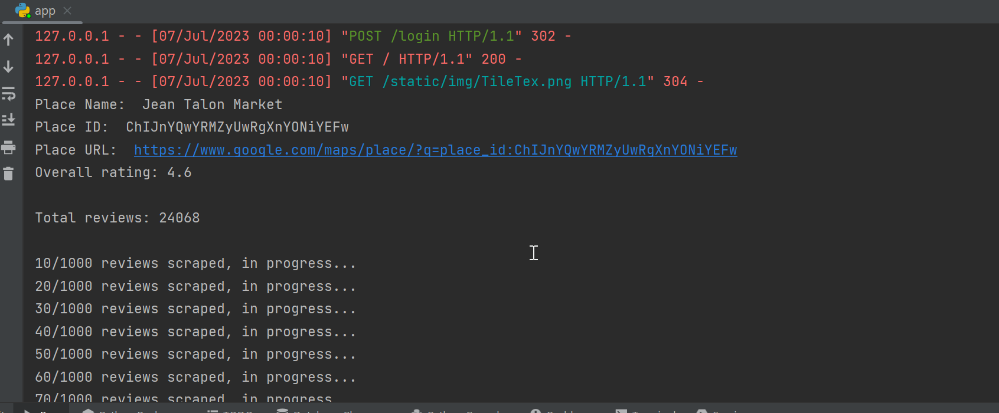 app
127.0.0.1 - - [07/Jul/2023 00:00:10] "POST /login HTTP/1.1" 302 -
127.0.0.1 - - [07/Jul/2023 00:00:10] "GET / HTTP/1.1" 200 -
127.0.0.1 - - [07/Jul/2023 00:00:10] "GET /static/img/TileTex.png HTTP/1.1" 304 -
Place Name:  Jean Talon Market
Place ID:  ChIJnYQwYRMZyUwRgXnYONiYEFw
Place URL:  https://www.google.com/maps/place/?q=place_id:ChIJnYQwYRMZyUwRgXnYONiYEFw
Overall rating: 4.6
Total reviews: 24068
10/1000 reviews scraped, in progress...
20/1000 reviews scraped, in progress...
30/1000 reviews scraped, in progress...
40/1000 reviews scraped, in progress...
50/1000 reviews scraped, in progress...
60/1000 reviews scraped, in progress...
70/1000 reviews scraped, in progress